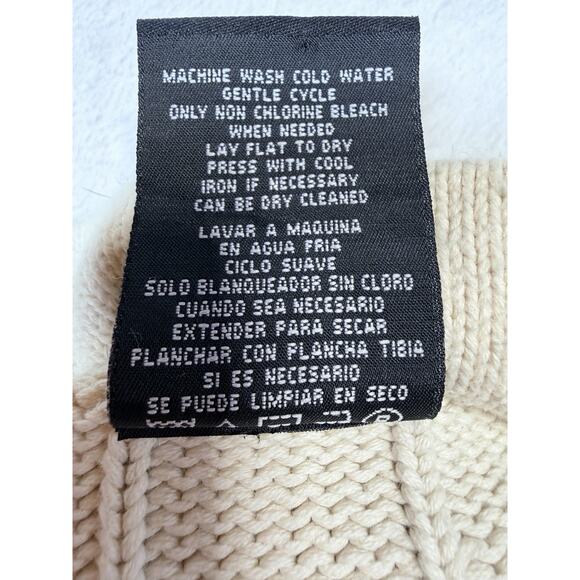 MACHINE WASH COLD WATER
GENTLE CYCLE
ONLY NON CHLORINE BLEACH
WHEN NEEDED
LAY FLAT TO DRY
PRESS WITH COOL
IRON IF NECESSARY
CAN BE DRY CLEANED
LAVAR A MAQUINA
EN AGUA FRIA
CICLO SUAVE
SOLO BLANQUEADOR SIN CLORO
CUANDO SEA NECESARIO
EXTENDER PARA SECAR
PLANCHAR CON PLANCHA TIBIA
SI ES NECESARIO
SE PUEDE LIMPIAR EN SECO